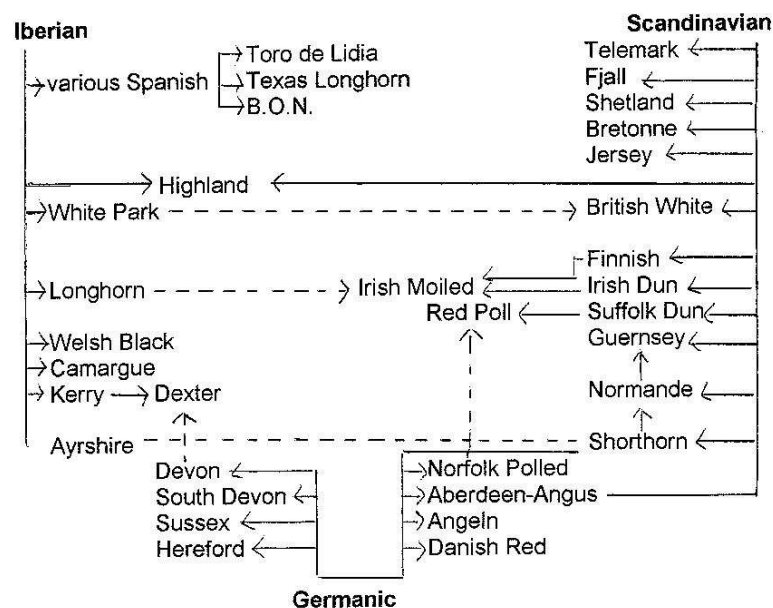 Iberian
Scandinavian
Toro de Lidia
Telemark
various Spanish
Texas Longhorn
Fjall
B.O.N.
Shetland
Bretonne
Jersey
Highland
White Park
British White
Finnish
Longhorn
Irish Moiled
Irish Dun
Red Poll
Suffolk Dun
Welsh Black
Guernsey
Camargue
Kerry
Dexter
Normande
Ayrshire
Shorthorn
Devon
Norfolk Polled
South Devon
Aberdeen-Angus
Sussex
Angeln
Hereford
Danish Red
Germanic